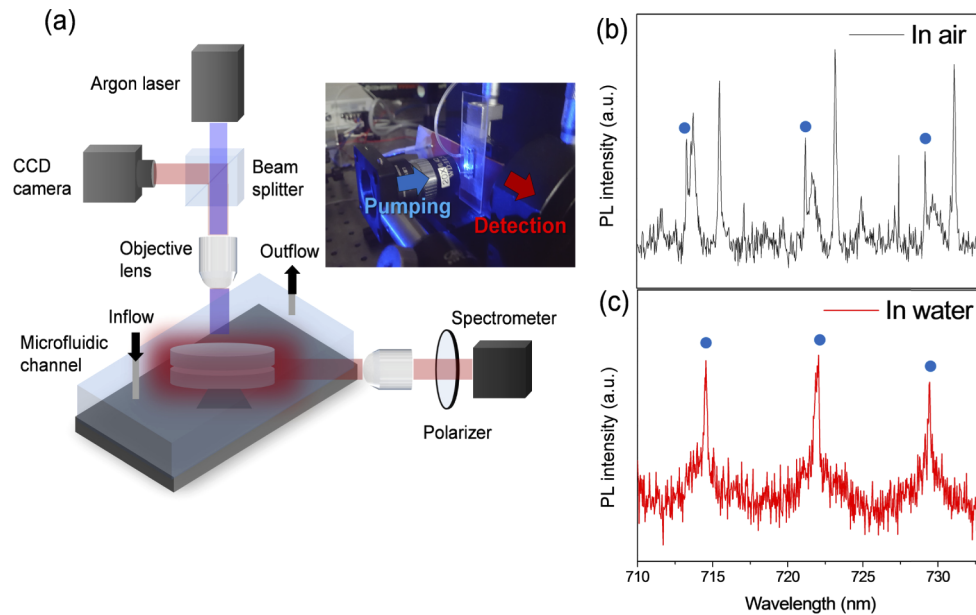 (a)
Argon laser
CCD
camera
Beam
splitter
Objective
lens
Outflow
Inflow
Microfluidic
channel
Spectrometer
Polarizer
Pumping
Detection
(b)
In air
PL intensity (a.u.)
(c)
In water
PL intensity (a.u.)
710 715 720 725 730
Wavelength (nm)